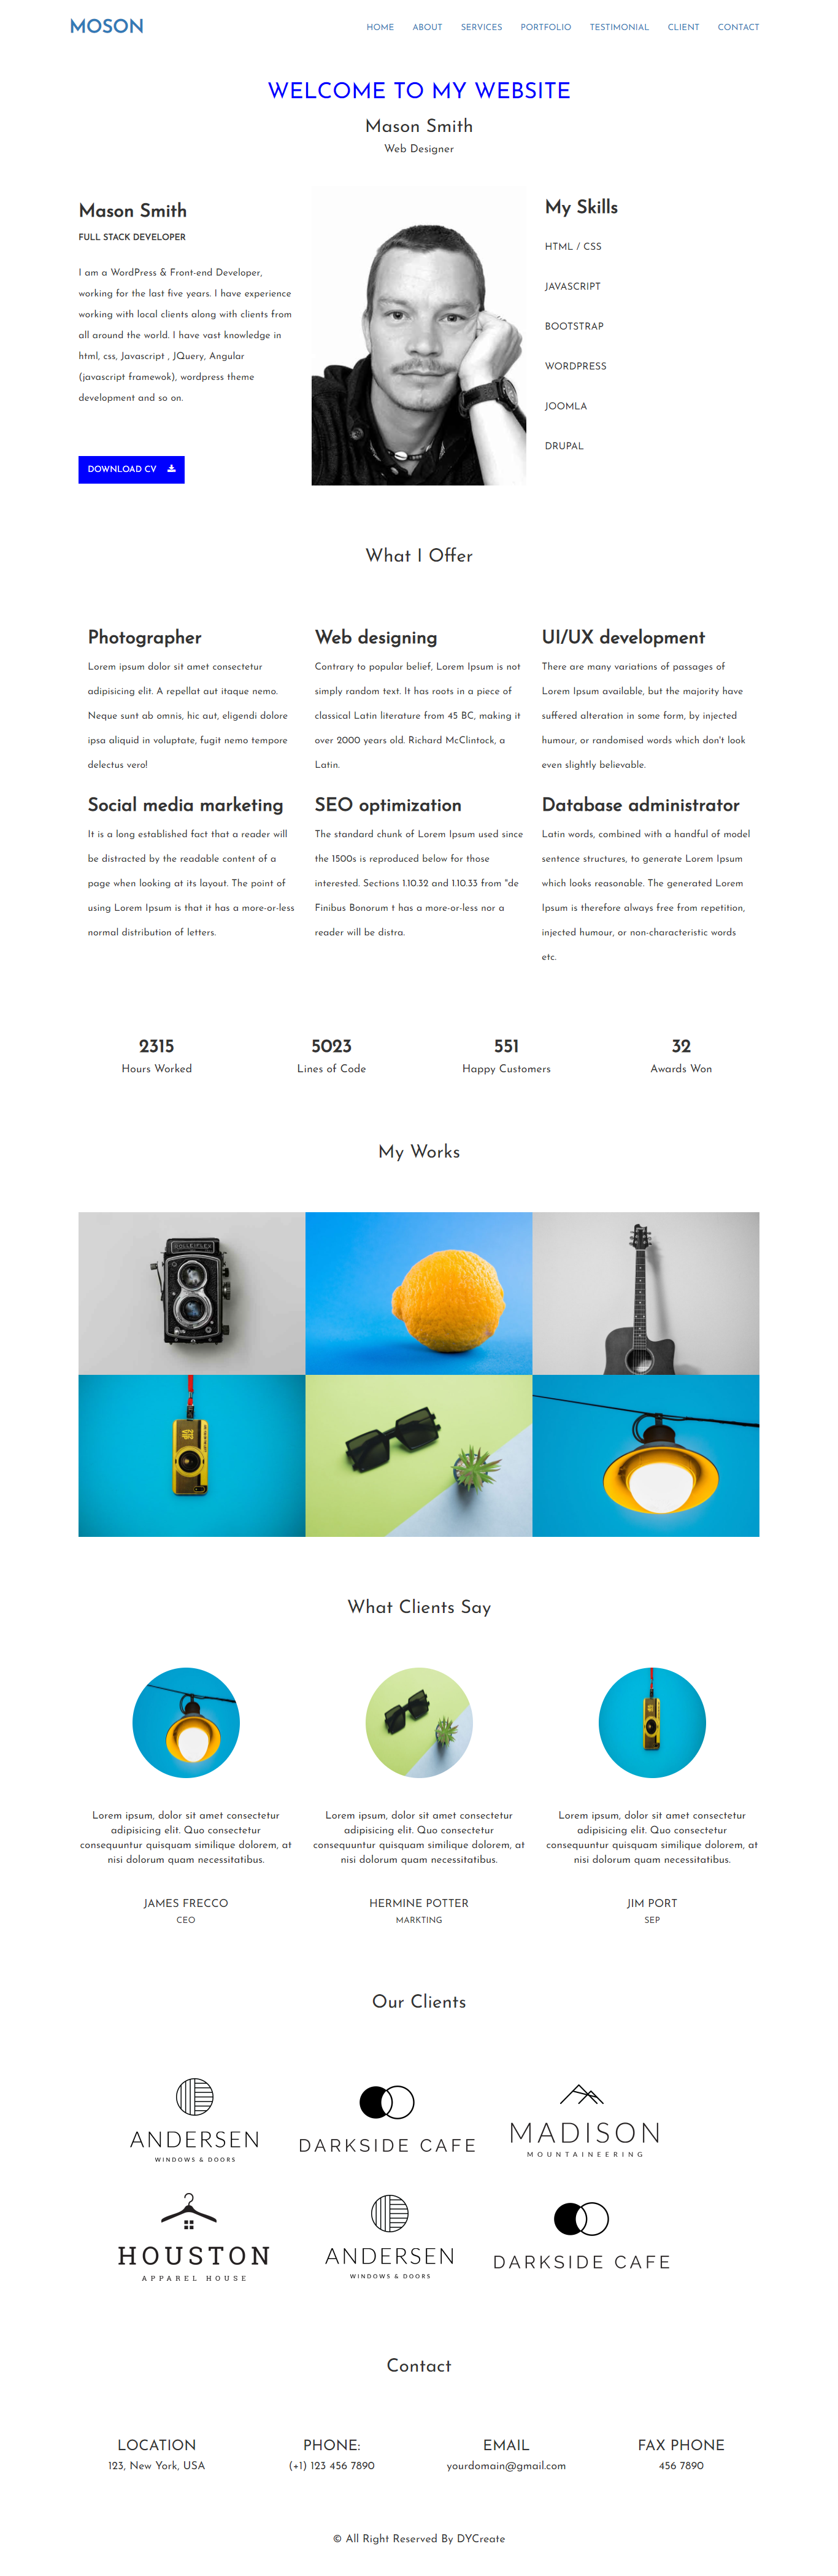 MOSON
HOME ABOUT SERVICES PORTFOLIO TESTIMONIAL CLIENT CONTACT
WELCOME TO MY WEBSITE
Mason Smith
Web Designer
Mason Smith
FULL STACK DEVELOPER
I am a WordPress & Front-end Developer,
working for the last five years. I have experience
working with local clients along with clients from
all around the world. I have vast knowledge in
html, css, Javascript , JQuery, Angular
(javascript framewok), wordpress theme
development and so on.
DOWNLOAD CV
My Skills
HTML / CSS
JAVASCRIPT
BOOTSTRAP
WORDPRESS
JOOMLA
DRUPAL
What I Offer
Photographer
Lorem ipsum dolor sit amet consectetur
adipisicing elit. A repellat aut itaque nemo.
Neque sunt ab omnis, hic aut, eligendi dolore
ipsa aliquid in voluptate, fugit nemo tempore
delectus vero!
Web designing
Contrary to popular belief, Lorem Ipsum is not
simply random text. It has roots in a piece of
classical Latin literature from 45 BC, making it
over 2000 years old. Richard McClintock, a
Latin.
UI/UX development
There are many variations of passages of
Lorem Ipsum available, but the majority have
suffered alteration in some form, by injected
humour, or randomised words which don't look
even slightly believable.
Social media marketing
It is a long established fact that a reader will
be distracted by the readable content of a
page when looking at its layout. The point of
using Lorem Ipsum is that it has a more-or-less
normal distribution of letters.
SEO optimization
The standard chunk of Lorem Ipsum used since
the 1500s is reproduced below for those
interested. Sections 1.10.32 and 1.10.33 from "de
Finibus Bonorum t has a more-or-less nor a
reader will be distra.
Database administrator
Latin words, combined with a handful of model
sentence structures, to generate Lorem Ipsum
which looks reasonable. The generated Lorem
Ipsum is therefore always free from repetition,
injected humour, or non-characteristic words
etc.
2315
Hours Worked
5023
Lines of Code
551
Happy Customers
32
Awards Won
My Works
ROLLEIFLEX
What Clients Say
Lorem ipsum, dolor sit amet consectetur
adipisicing elit. Quo consectetur
consequuntur quisquam similique dolorem, at
nisi dolorum quam necessitatibus.
JAMES FRECCO
CEO
Lorem ipsum, dolor sit amet consectetur
adipisicing elit. Quo consectetur
consequuntur quisquam similique dolorem, at
nisi dolorum quam necessitatibus.
HERMINE POTTER
MARKTING
Lorem ipsum, dolor sit amet consectetur
adipisicing elit. Quo consectetur
consequuntur quisquam similique dolorem, at
nisi dolorum quam necessitatibus.
JIM PORT
SEP
Our Clients
ANDERSEN
WINDOWS & DOORS
DARKSIDE CAFE
MADISON
MOUNTAINEERING
HOUSTON
APPAREL HOUSE
ANDERSEN
WINDOWS & DOORS
DARKSIDE CAFE
Contact
LOCATION
123, New York, USA
PHONE:
(+1) 123 456 7890
EMAIL
yourdomain@gmail.com
FAX PHONE
456 7890
© All Right Reserved By DYCreate